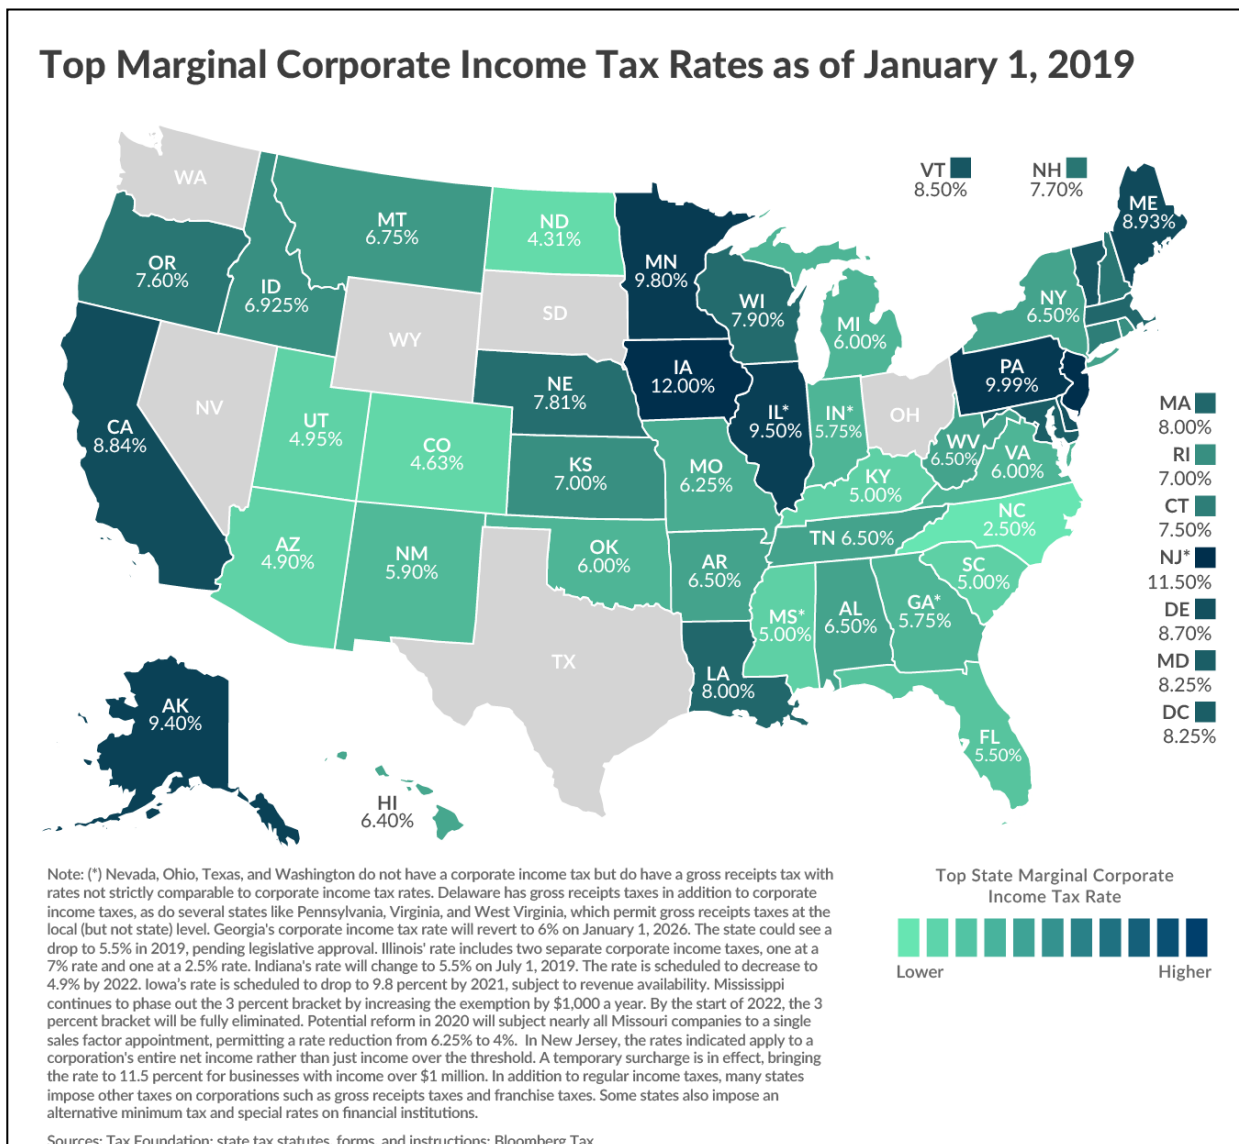 Top Marginal Corporate Income Tax Rates as of January 1, 2019
WA
VT
8.50%
NH
7.70%
ME
8.93%
MT
6.75%
ND
4.31%
MN
9.80%
OR
7.60%
ID
6.925%
SD
WI
7.90%
MI
6.00%
NY
6.50%
WY
NE
7.81%
IA
12.00%
PA
9.99%
NV
CA
8.84%
UT
4.95%
CO
4.63%
KS
7.00%
MO
6.25%
IL*
9.50%
IN*
5.75%
OH
WV
6.50%
VA
6.00%
KY
5.00%
MA
8.00%
RI
7.00%
CT
7.50%
NJ*
11.50%
DE
8.70%
MD
8.25%
DC
8.25%
AZ
4.90%
NM
5.90%
OK
6.00%
AR
6.50%
TN 6.50%
NC
2.50%
SC
5.00%
MS*
5.00%
AL
6.50%
GA*
5.75%
TX
LA
8.00%
FL
5.50%
AK
9.40%
HI
6.40%
Note: (*) Nevada, Ohio, Texas, and Washington do not have a corporate income tax but do have a gross receipts tax with
rates not strictly comparable to corporate income tax rates. Delaware has gross receipts taxes in addition to corporate
income taxes, as do several states like Pennsylvania, Virginia, and West Virginia, which permit gross receipts taxes at the
local (but not state) level. Georgia's corporate income tax rate will revert to 6% on January 1, 2026. The state could see a
drop to 5.5% in 2019, pending legislative approval. Illinois' rate includes two separate corporate income taxes, one at a
7% rate and one at a 2.5% rate. Indiana's rate will change to 5.5% on July 1, 2019. The rate is scheduled to decrease to
4.9% by 2022. Iowa's rate is scheduled to drop to 9.8 percent by 2021, subject to revenue availability. Mississippi
continues to phase out the 3 percent bracket by increasing the exemption by $1,000 a year. By the start of 2022, the 3
percent bracket will be fully eliminated. Potential reform in 2020 will subject nearly all Missouri companies to a single
sales factor appointment, permitting a rate reduction from 6.25% to 4%. In New Jersey, the rates indicated apply to a
corporation's entire net income rather than just income over the threshold. A temporary surcharge is in effect, bringing
the rate to 11.5 percent for businesses with income over $1 million. In addition to regular income taxes, many states
impose other taxes on corporations such as gross receipts taxes and franchise taxes. Some states also impose an
alternative minimum tax and special rates on financial institutions.
Sources: Tax Foundation; state tax statutes, forms, and instructions; Bloomberg Tax
Top State Marginal Corporate
Income Tax Rate
Lower
Higher